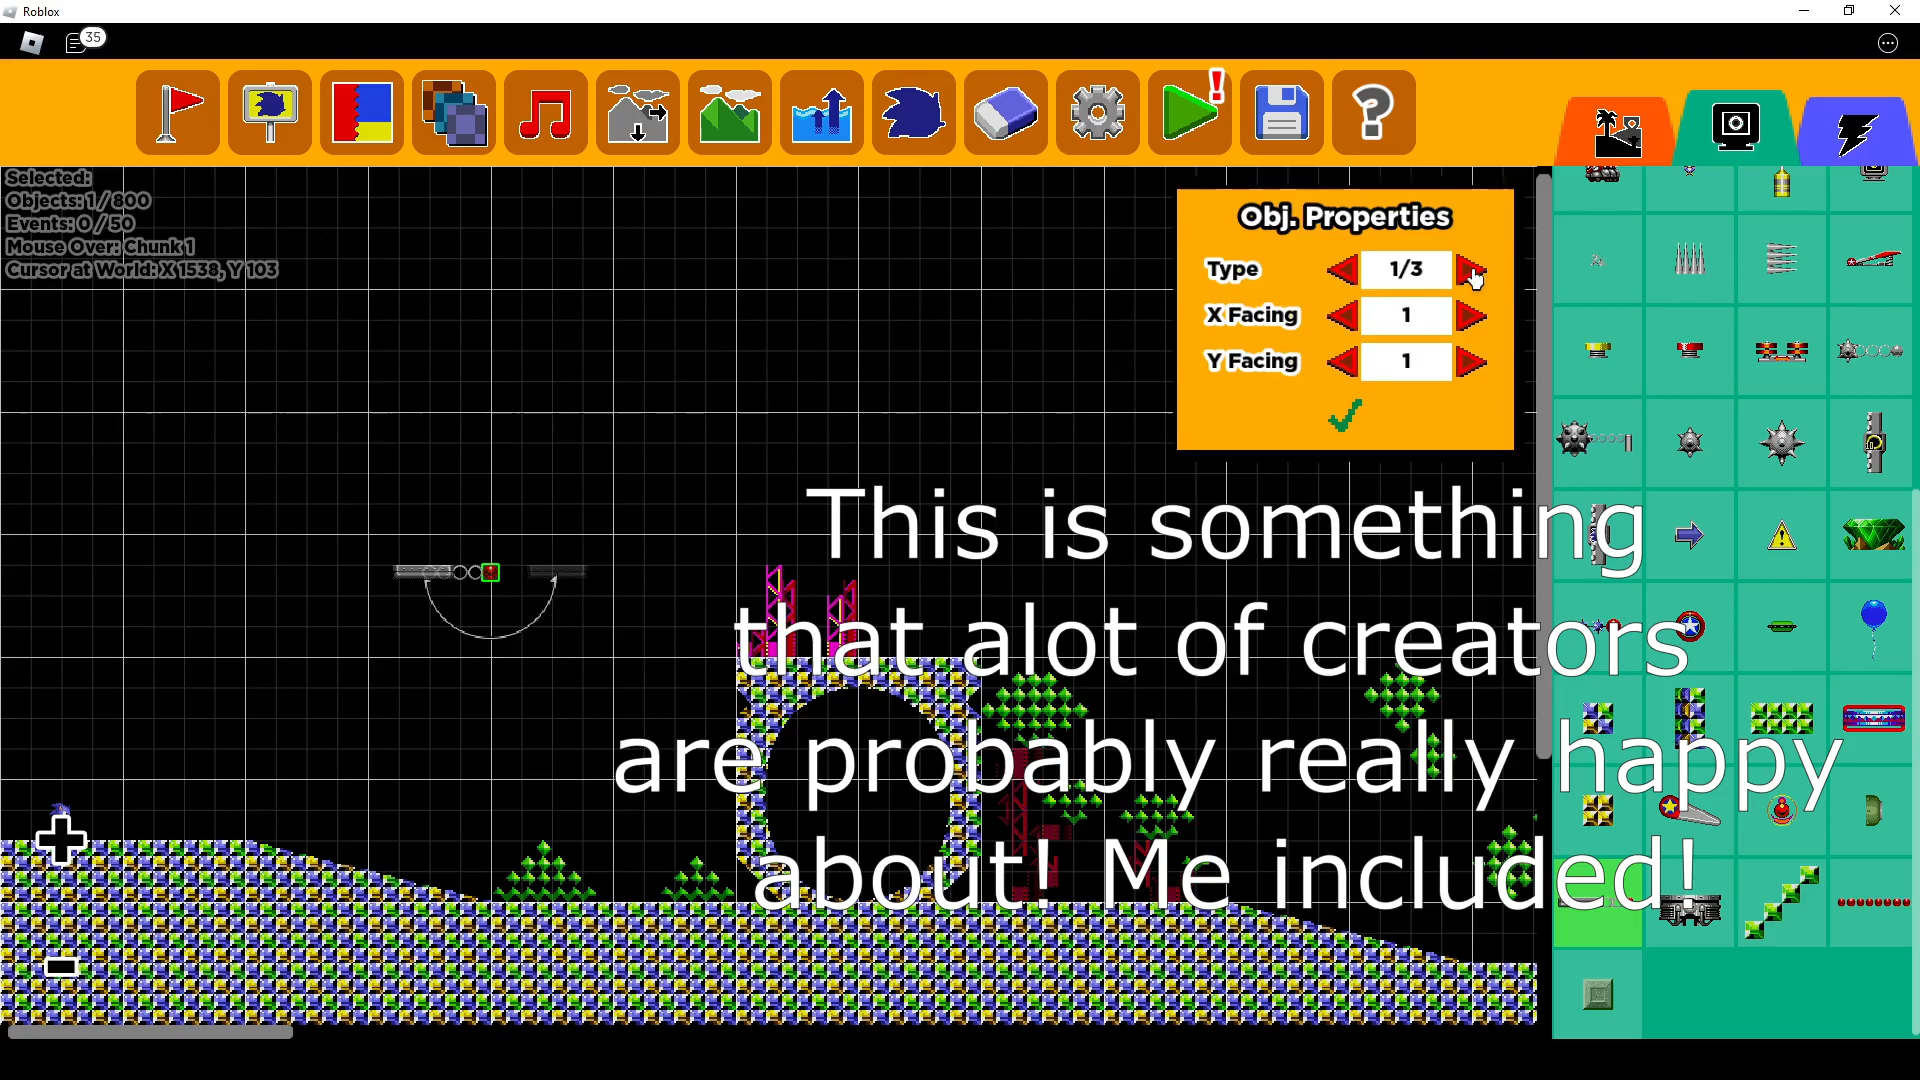 Roblox
35
Selected:
Objects: 1 / 800
Events: 0 / 50
Mouse Over: Chunk 1
Cursor at World: X 1538, Y 103
Obj. Properties
Type 1/3
X Facing 1
Y Facing 1
This is something
that alot of creators
are probably really happy
about! Me included!